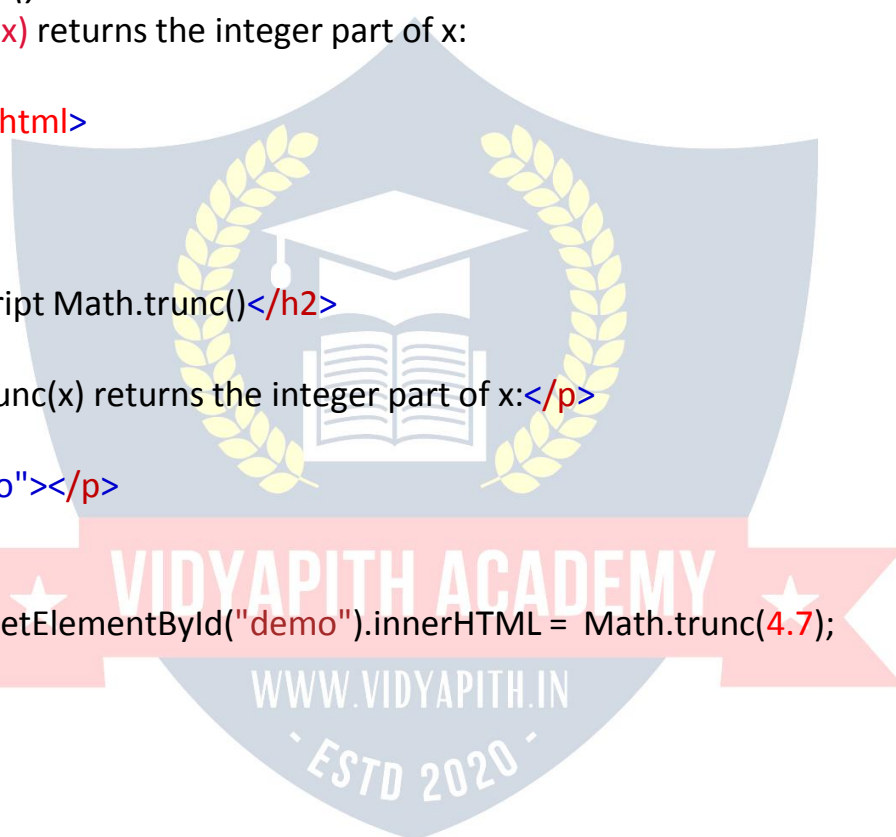 x) returns the integer part of x:
html>
ript Math.trunc()</h2>
unc(x) returns the integer part of x:</p>
o"></p>
VIDYAPITH ACADEMY
etElementById("demo").innerHTML = Math.trunc(4.7);
WWW.VIDYAPITH.IN
- ESTD 2020 -